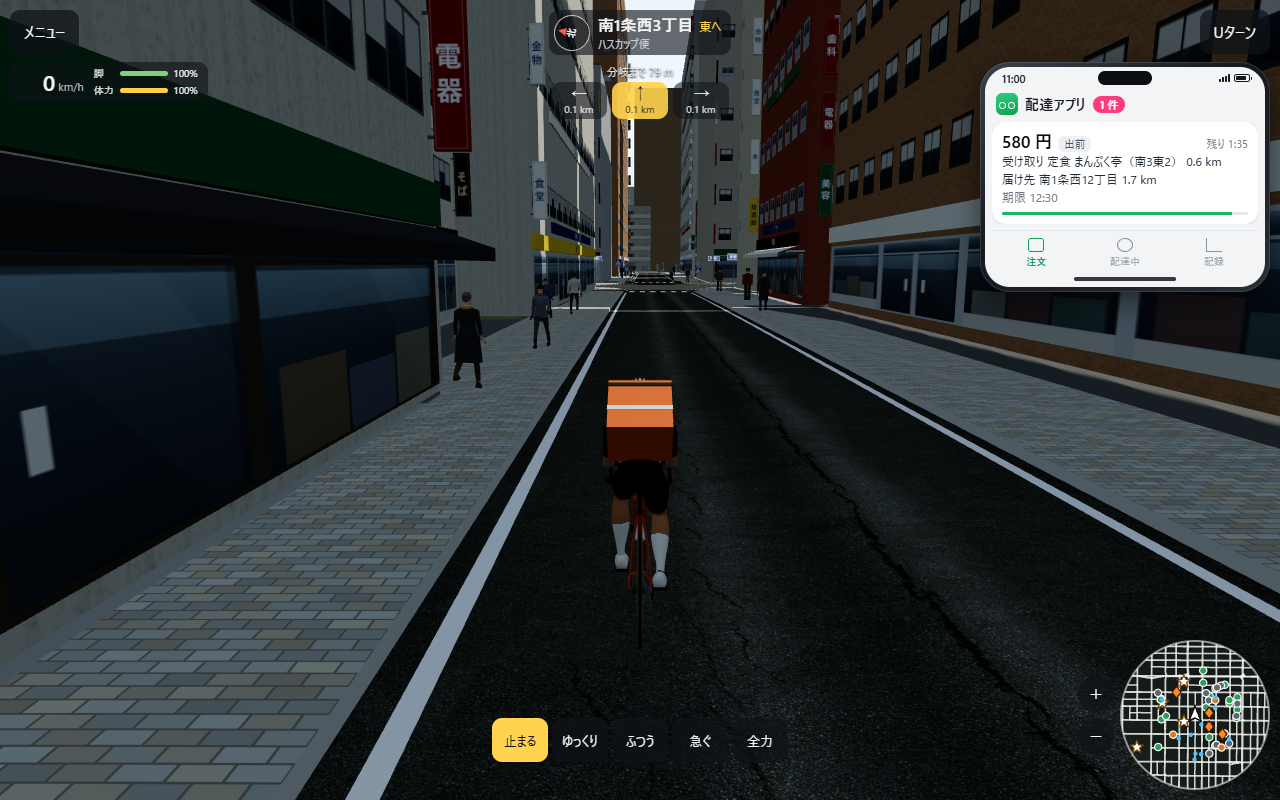 メニュー
0 km/h
脚 100%
体力 100%
南1条西3丁目 東へ
ハスカップ便
分岐まで 79 m
← 0.1 km
↑ 0.1 km
→ 0.1 km
Uターン
11:00
配達アプリ 1 件
580 円 出前 残り 1:35
受け取り 定食 まんぷく亭（南3東2） 0.6 km
届け先 南1条西12丁目 1.7 km
期限 12:30
注文 配達中 記録
電器
そば
金物
食堂
歯科
電器
美容
止まる ゆっくり ふつう 急ぐ 全力
+
−